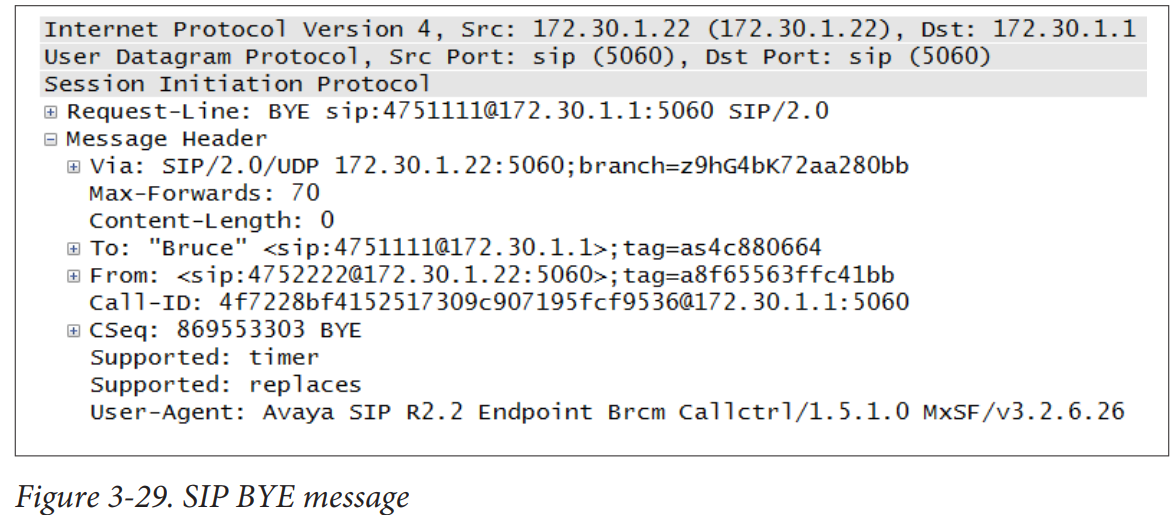 Internet Protocol Version 4, Src: 172.30.1.22 (172.30.1.22), Dst: 172.30.1.1
User Datagram Protocol, Src Port: sip (5060), Dst Port: sip (5060)
Session Initiation Protocol
Request-Line: BYE sip:4751111@172.30.1.1:5060 SIP/2.0
Message Header
Via: SIP/2.0/UDP 172.30.1.22:5060;branch=z9hG4bK72aa280bb
Max-Forwards: 70
Content-Length: 0
To: "Bruce" <sip:4751111@172.30.1.1>;tag=as4c880664
From: <sip:4752222@172.30.1.22:5060>;tag=a8f65563ffc41bb
Call-ID: 4f7228bf4152517309c907195fcf9536@172.30.1.1:5060
CSeq: 869553303 BYE
Supported: timer
Supported: replaces
User-Agent: Avaya SIP R2.2 Endpoint Brcm Callctrl/1.5.1.0 MxSF/v3.2.6.26
Figure 3-29. SIP BYE message